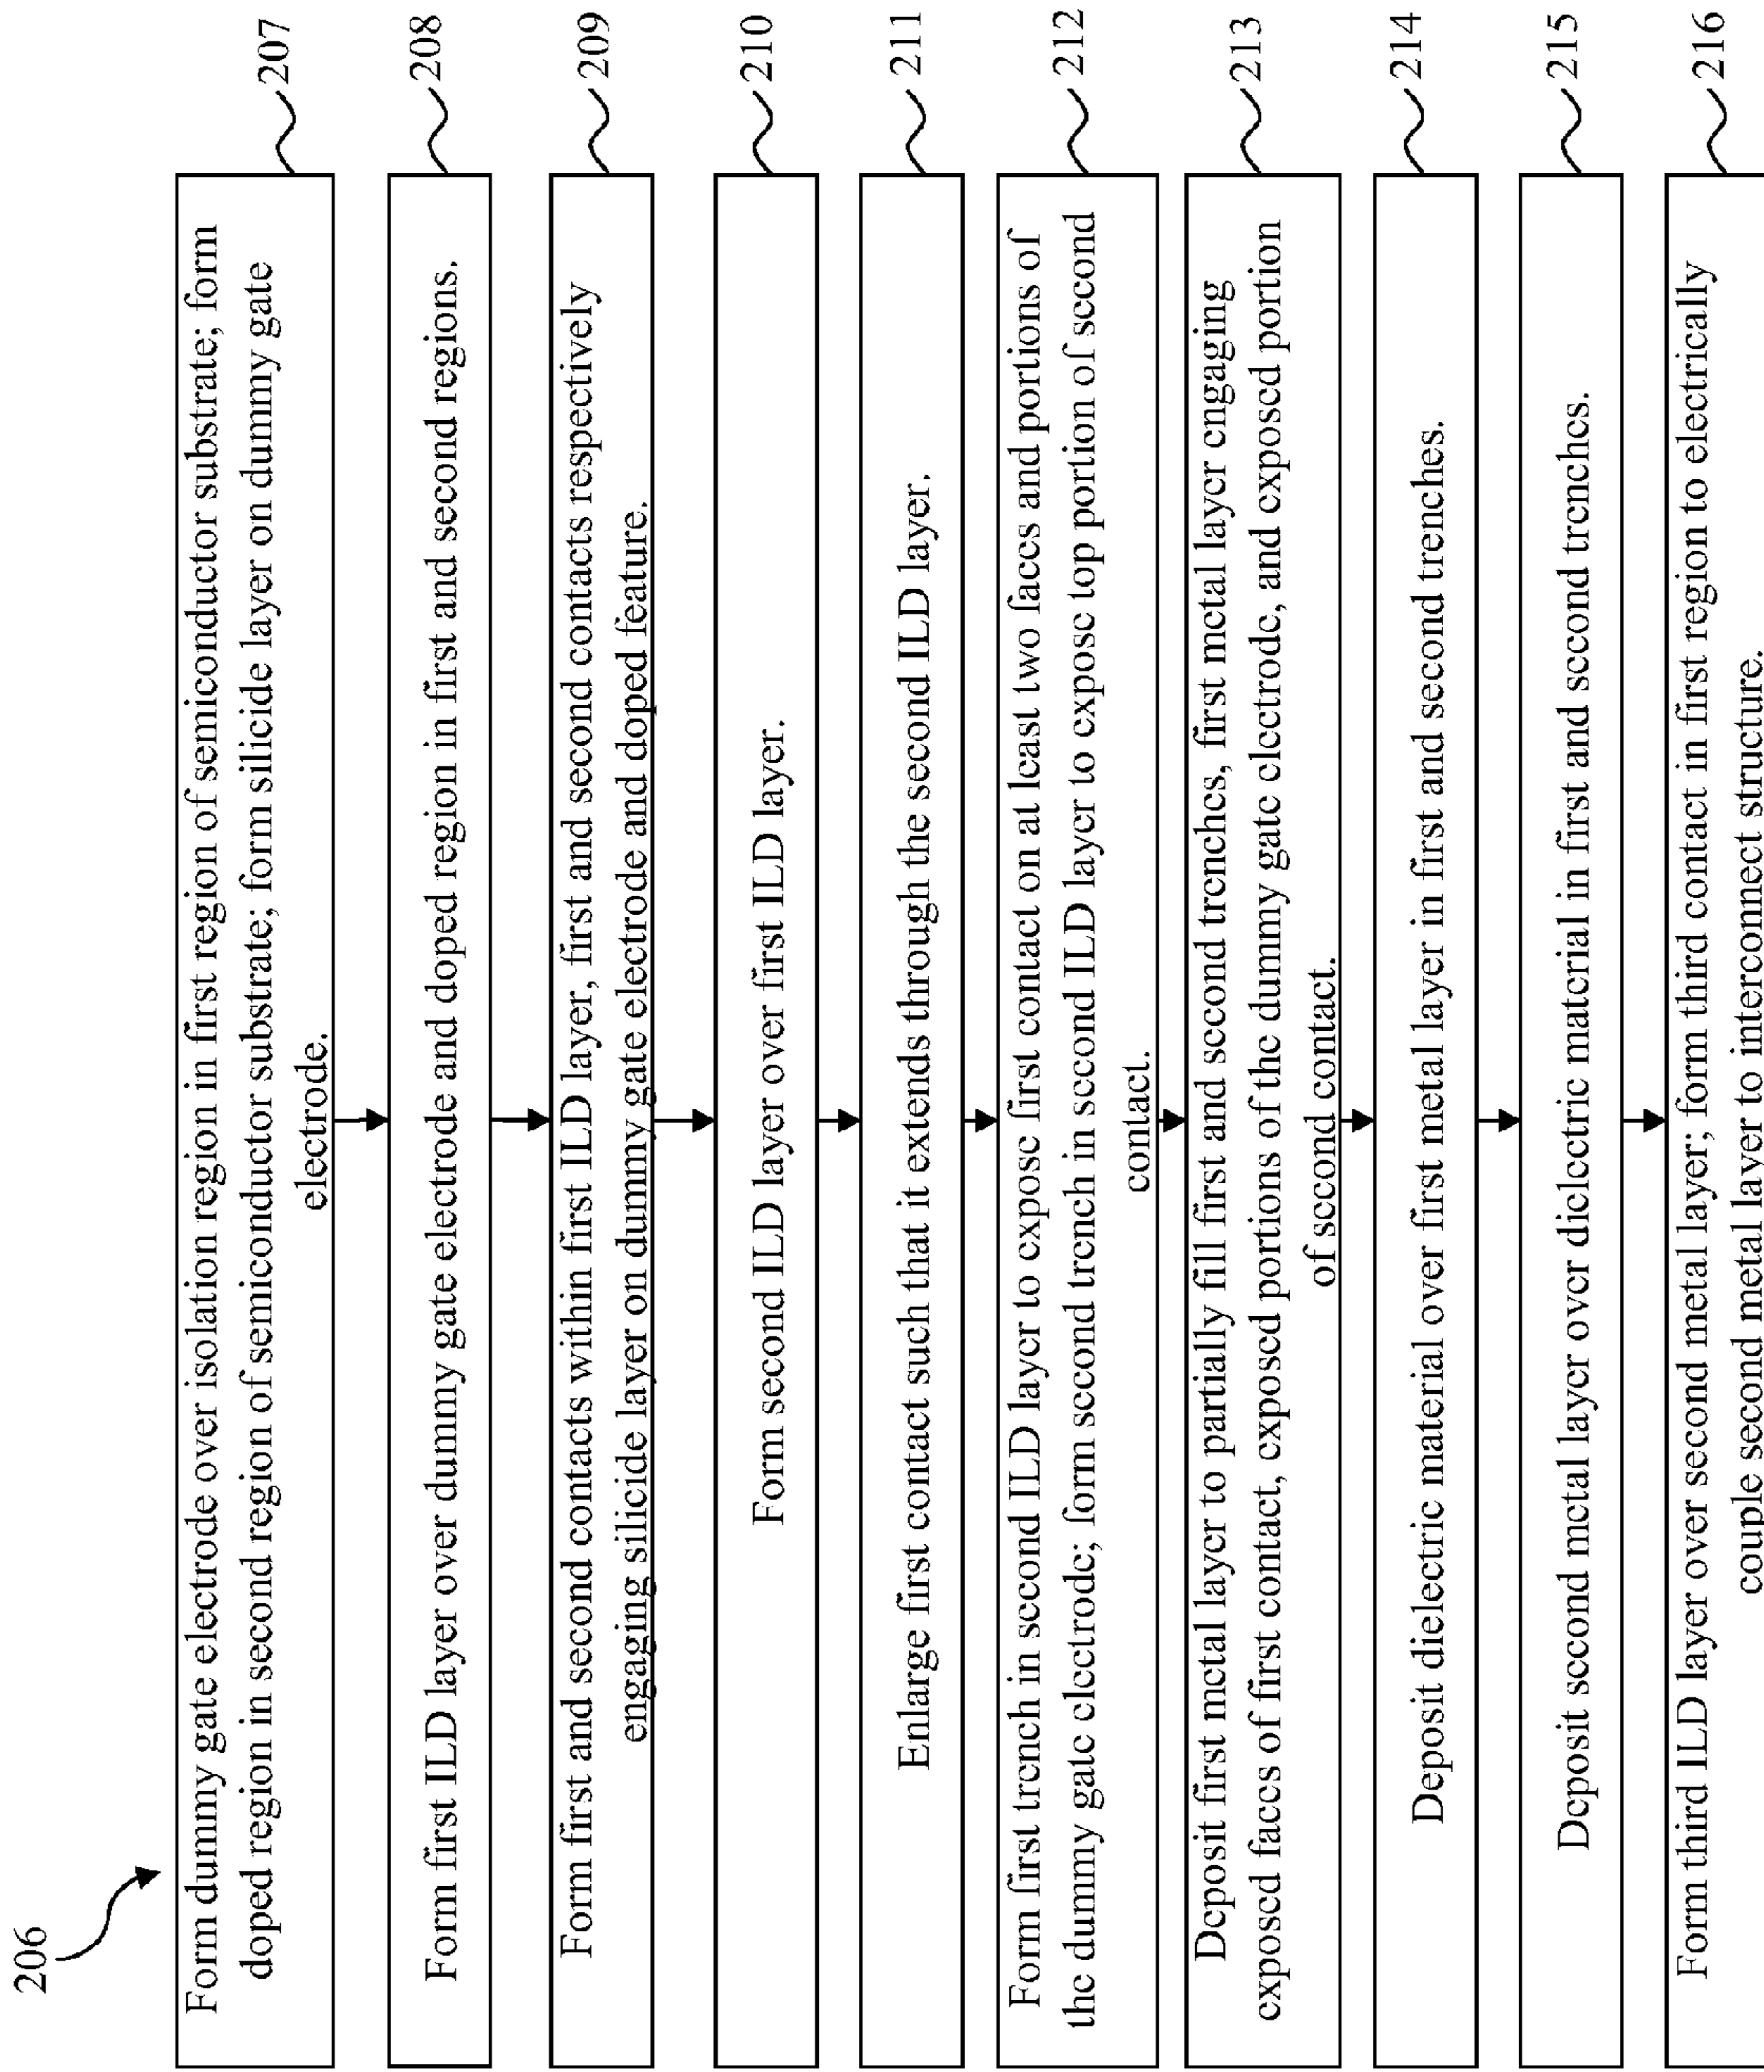 206
Form dummy gate electrode over isolation region in first region of semiconductor substrate; form
doped region in second region of semiconductor substrate; form silicide layer on dummy gate
electrode.
207
Form first ILD layer over dummy gate electrode and doped region in first and second regions.
208
Form first and second contacts within first ILD layer, first and second contacts respectively
engaging silicide layer on dummy gate electrode and doped feature.
209
Form second ILD layer over first ILD layer.
210
Enlarge first contact such that it extends through the second ILD layer.
211
Form first trench in second ILD layer to expose first contact on at least two faces and portions of
the dummy gate electrode; form second trench in second ILD layer to expose top portion of second
contact.
212
Deposit first metal layer to partially fill first and second trenches, first metal layer engaging
exposed faces of first contact, exposed portions of the dummy gate electrode, and exposed portion
of second contact.
213
Deposit dielectric material over first metal layer in first and second trenches.
214
Deposit second metal layer over dielectric material in first and second trenches.
215
Form third ILD layer over second metal layer; form third contact in first region to electrically
couple second metal layer to interconnect structure.
216